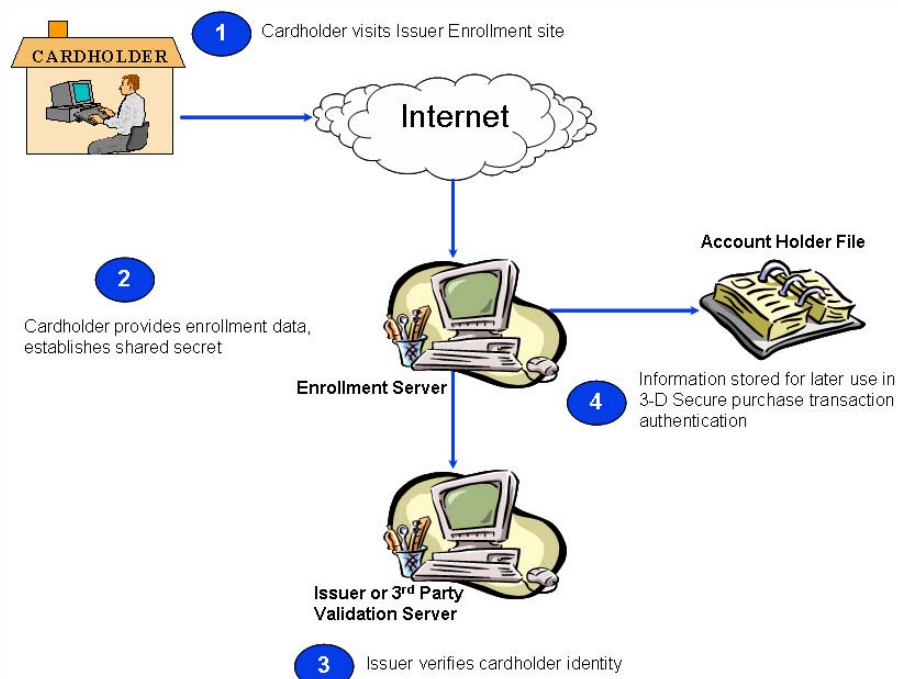 1
Cardholder visits Issuer Enrollment site
CARDHOLDER
Internet
Account Holder File
2
Cardholder provides enrollment data,
establishes shared secret
Enrollment Server
4
Information stored for later use in
3-D Secure purchase transaction
authentication
Issuer or 3rd Party
Validation Server
3
Issuer verifies cardholder identity